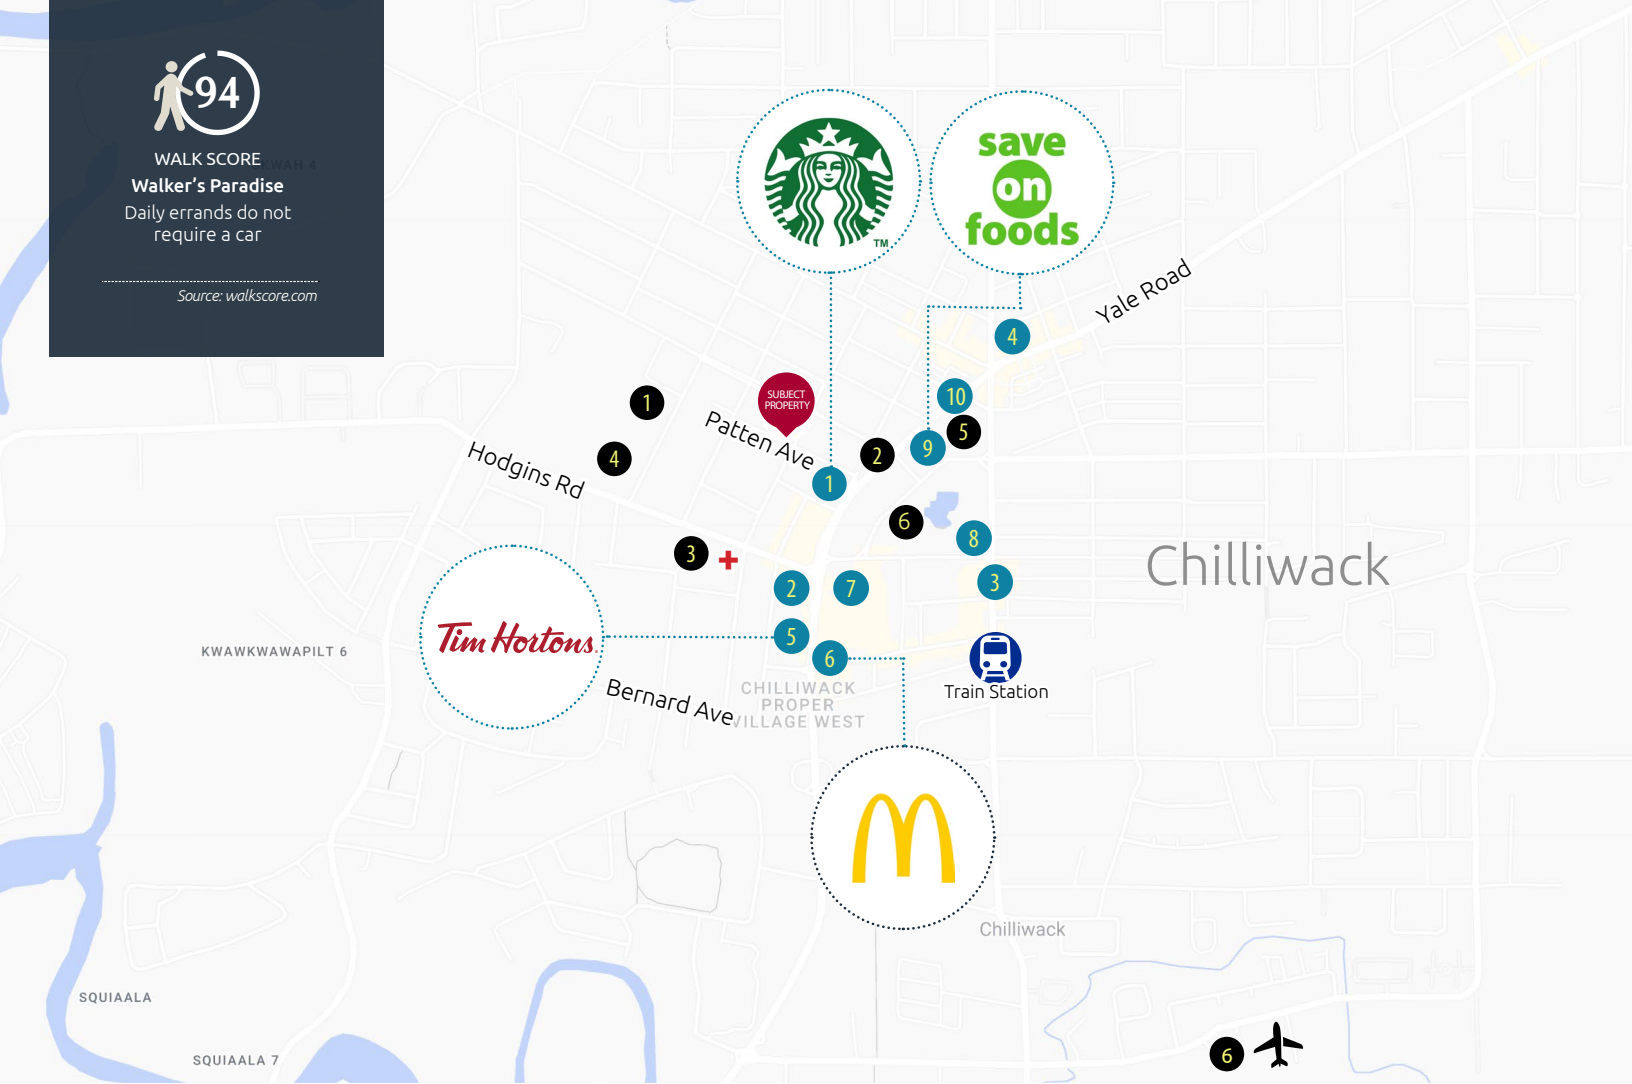 94
WALK SCORE
KWAH 4
Walker's Paradise
Daily errands do not
require a car
Source: walkscore.com
TM
save
on
foods
Yale Road
4
SUBJECT
PROPERTY
1
10
5
Patten Ave
2
9
4
Hodgins Rd
1
6
8
3
Chilliwack
2
7
3
Tim Hortons
5
6
KWAWKWAWAPILT 6
Train Station
Bernard Ave
CHILLIWACK
PROPER
VILLAGE WEST
Chilliwack
SQUIAALA
SQUIAALA 7
6